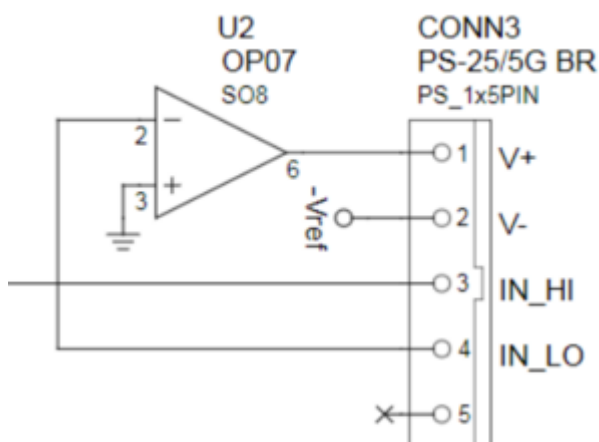 U2
OP07
SO8
CONN3
PS-25/5G BR
PS_1x5PIN
2
3
6
-Vref
1 V+
2 V-
3 IN_HI
4 IN_LO
5